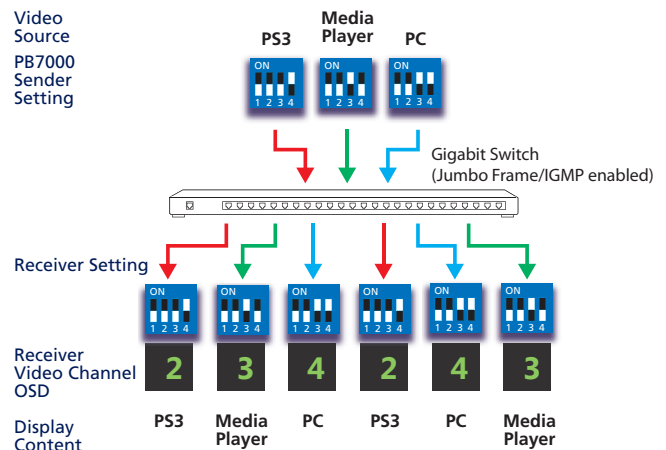 Video
Source
PS3
Media
Player
PC
PB7000
Sender
Setting
ON
1 2 3 4
ON
1 2 3 4
ON
1 2 3 4
Gigabit Switch
(Jumbo Frame/IGMP enabled)
Receiver Setting
ON
1 2 3 4
ON
1 2 3 4
ON
1 2 3 4
ON
1 2 3 4
ON
1 2 3 4
ON
1 2 3 4
Receiver
Video Channel
OSD
2
3
4
2
4
3
Display
Content
PS3
Media
Player
PC
PS3
PC
Media
Player